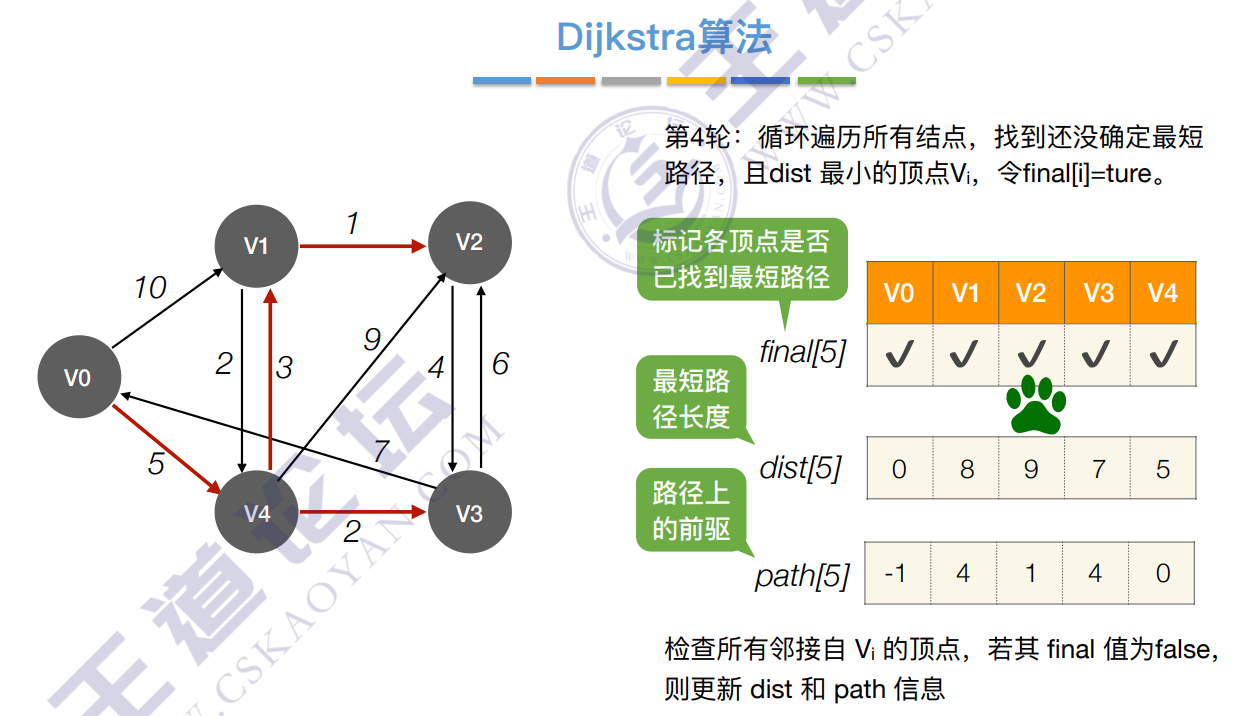 Dijkstra算法
第4轮：循环遍历所有结点，找到还没确定最短
路径，且dist 最小的顶点Vi，令final[i]=ture。
标记各顶点是否
已找到最短路径
V0 V1 V2 V3 V4
final[5] ✓ ✓ ✓ ✓ ✓
最短路
径长度
dist[5] 0 8 9 7 5
路径上
的前驱
path[5] -1 4 1 4 0
检查所有邻接自 Vi 的顶点，若其 final 值为false，
则更新 dist 和 path 信息
1
V1
V2
10
9
2
3
4
6
V0
7
5
V4
V3
2
王道论坛
WWW.CSKAOYAN.COM